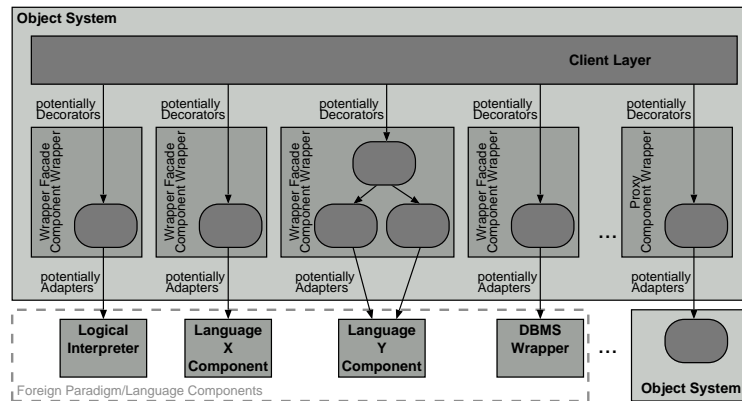 Object System
Client Layer
potentially
Decorators
potentially
Decorators
potentially
Decorators
potentially
Decorators
potentially
Decorators
Wrapper Facade
Component Wrapper
Wrapper Facade
Component Wrapper
Wrapper Facade
Component Wrapper
Wrapper Facade
Component Wrapper
...
Proxy
Component Wrapper
potentially
Adapters
potentially
Adapters
potentially
Adapters
potentially
Adapters
potentially
Adapters
Logical
Interpreter
Language
X
Component
Language
Y
Component
DBMS
Wrapper
...
Foreign Paradigm/Language Components
Object System